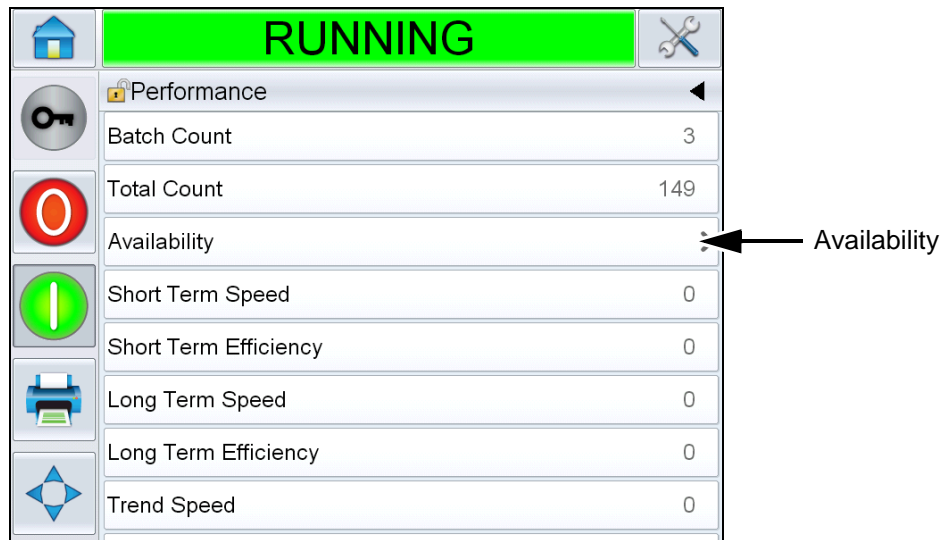 RUNNING
Performance
Batch Count 3
Total Count 149
Availability
Availability
Short Term Speed 0
Short Term Efficiency 0
Long Term Speed 0
Long Term Efficiency 0
Trend Speed 0